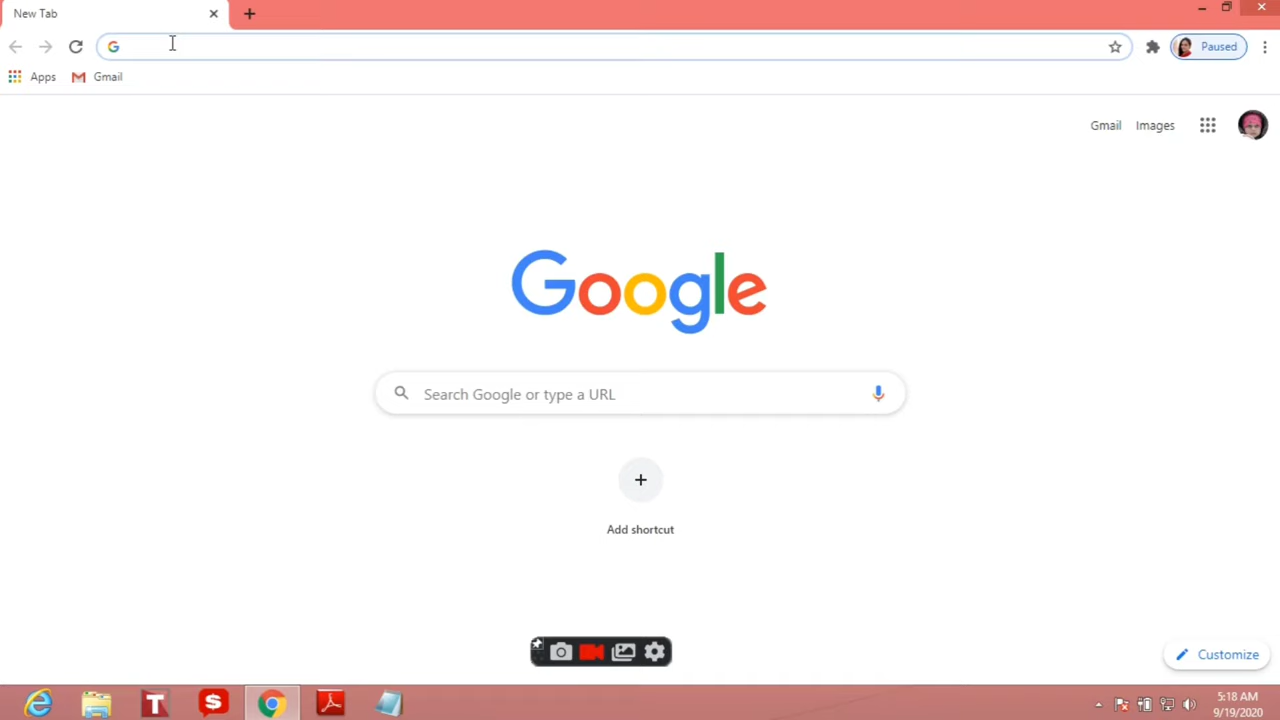 New Tab
Paused
Apps
Gmail
Gmail
Images
Google
Search Google or type a URL
Add shortcut
Customize
5:18 AM
9/19/2020